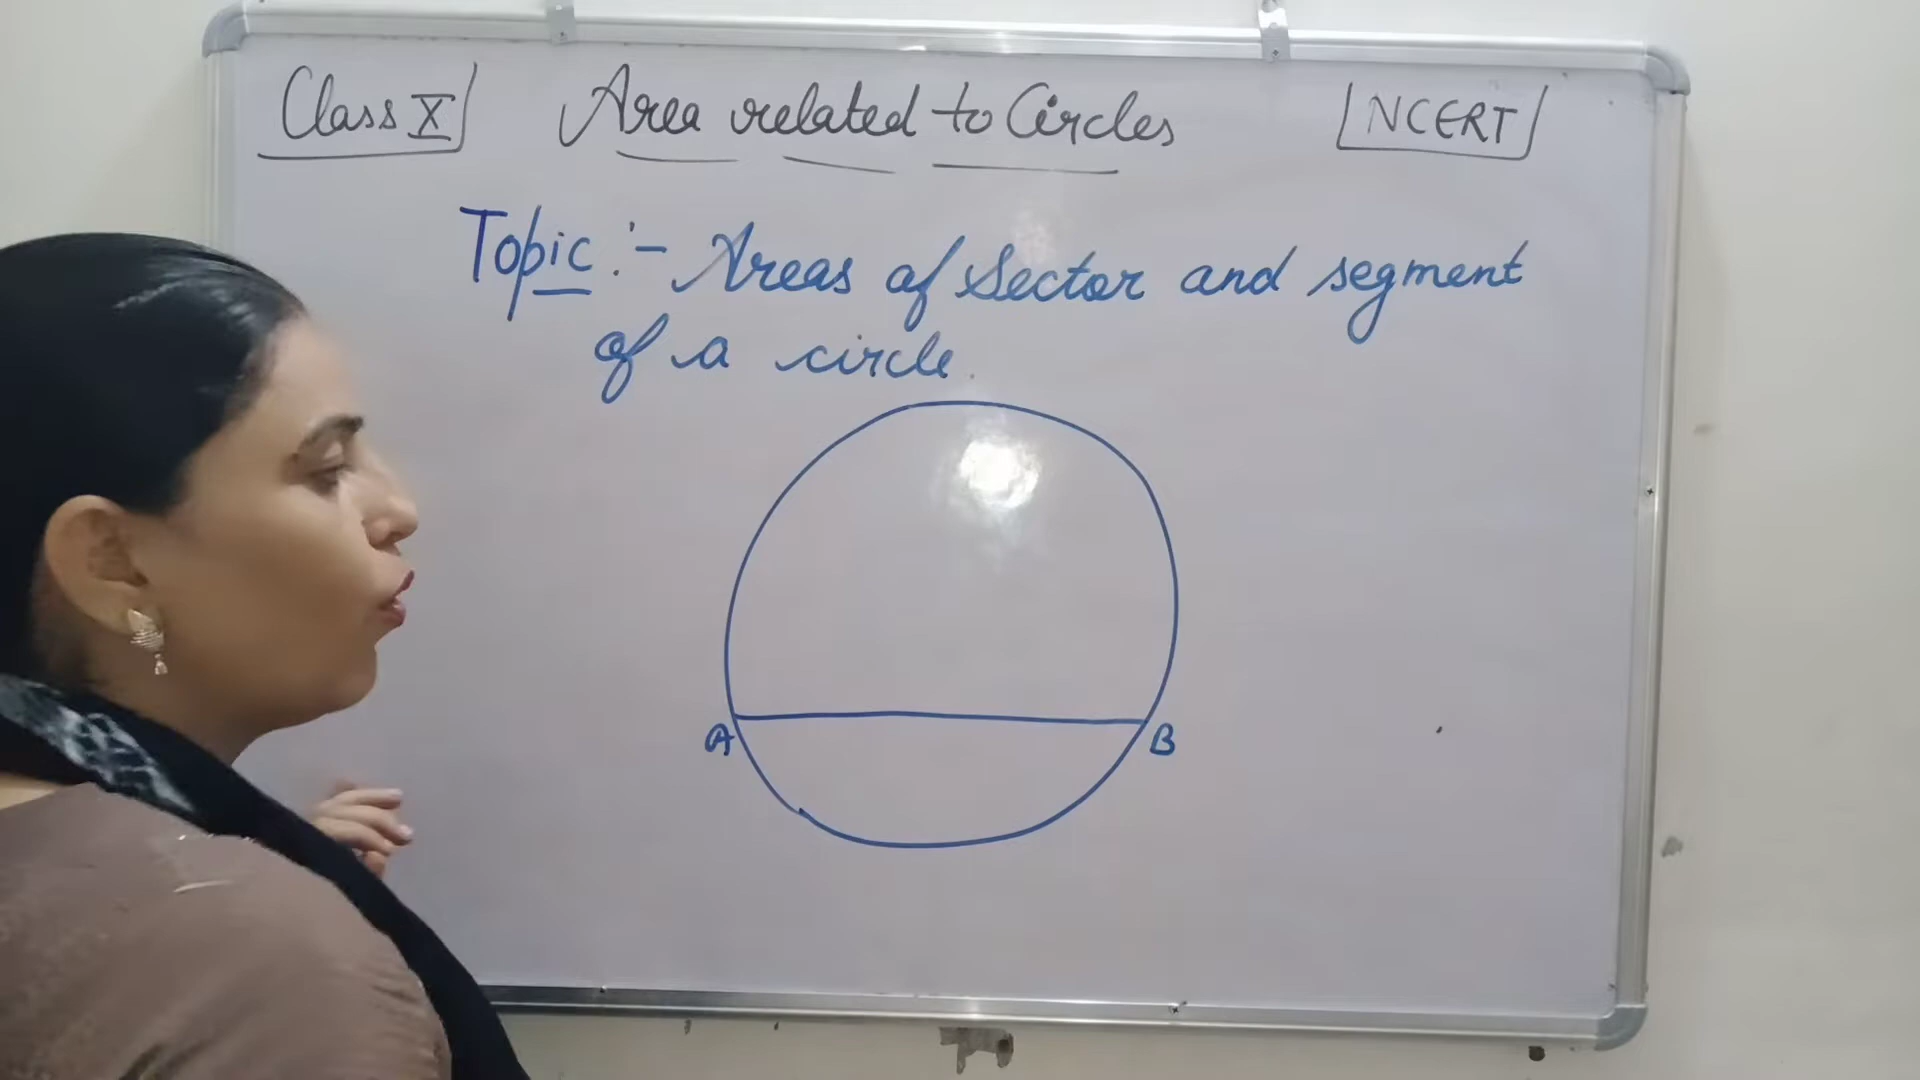 Class X Area related to Circles NCERT
Topic :- Areas of Sector and segment
of a circle.
A B